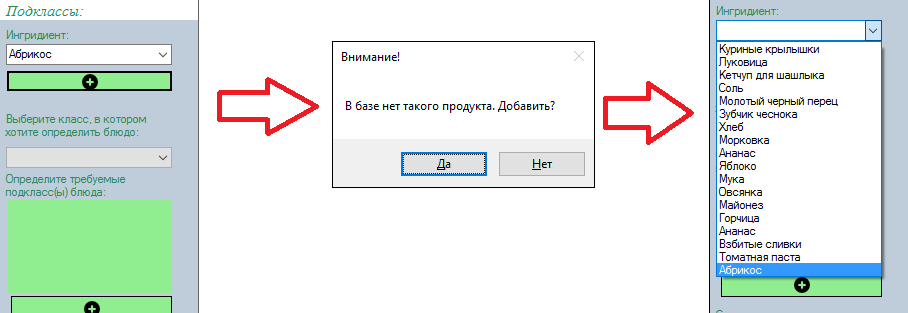 Подклассы:
Ингридиент:
Абрикос
Выберите класс, в котором
хотите определить блюдо:
Определите требуемые
подкласс(ы) блюда:
Внимание!
В базе нет такого продукта. Добавить?
Да
Нет
Ингридиент:
Куриные крылышки
Луковица
Кетчуп для шашлыка
Соль
Молотый черный перец
Зубчик чеснока
Хлеб
Морковка
Ананас
Яблоко
Мука
Овсянка
Майонез
Горчица
Ананас
Взбитые сливки
Томатная паста
Абрикос